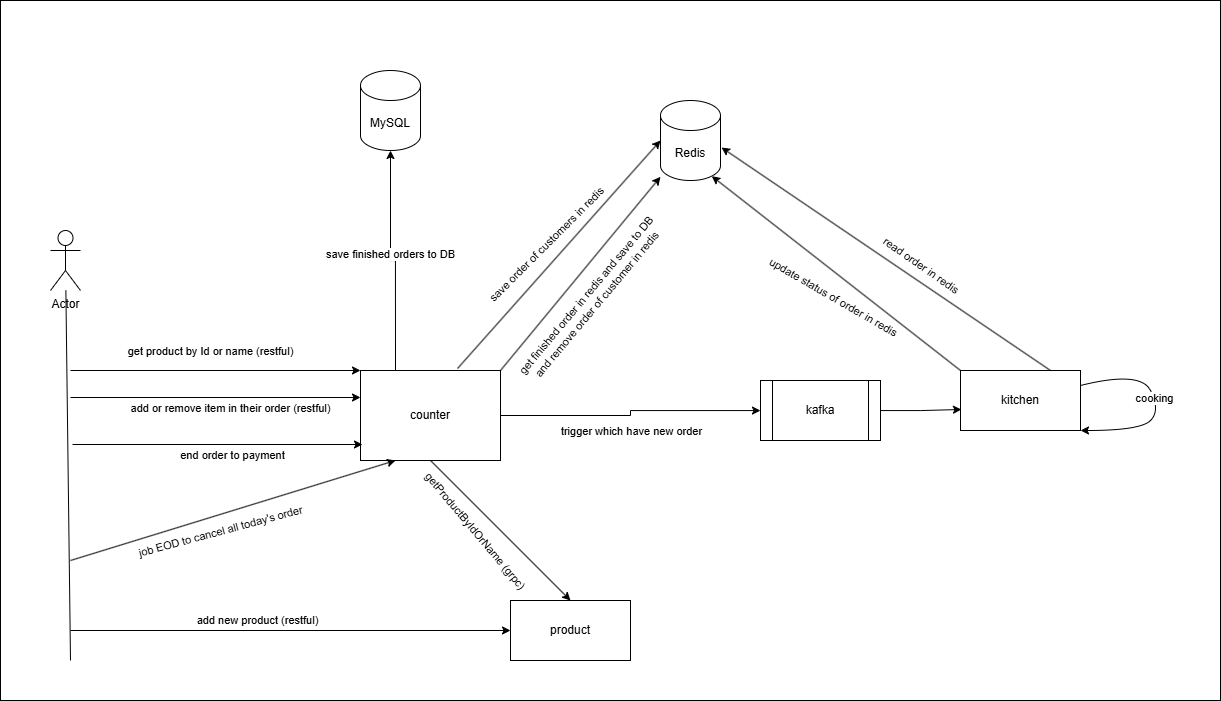 MySQL
Redis
save finished orders to DB
save order of customers in redis
get finished order in redis and save to DB
and remove order of customer in redis
update status of order in redis
read order in redis
Actor
get product by Id or name (restful)
add or remove item in their order (restful)
end order to payment
job EOD to cancel all today's order
counter
trigger which have new order
kafka
kitchen
cooking
getProductByIdOrName (grpc)
add new product (restful)
product